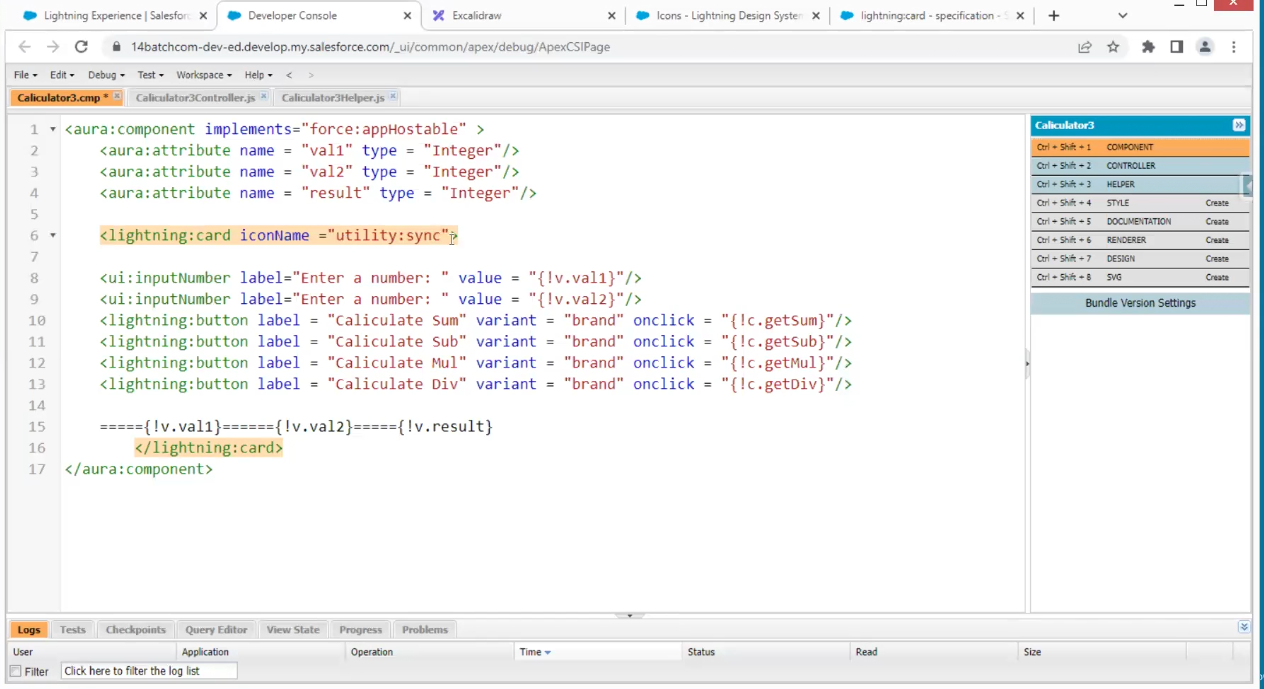 Lightning Experience | Salesforc
Developer Console
Excalidraw
Icons - Lightning Design System
lightning:card - specification - S
14batchcom-dev-ed.develop.my.salesforce.com/_ui/common/apex/debug/ApexCSIPage
File Edit Debug Test Workspace Help < >
Caliculator3.cmp *
Caliculator3Controller.js
Caliculator3Helper.js
1 <aura:component implements="force:appHostable" >
2 <aura:attribute name = "val1" type = "Integer"/>
3 <aura:attribute name = "val2" type = "Integer"/>
4 <aura:attribute name = "result" type = "Integer"/>
5
6 <lightning:card iconName ="utility:sync">
7
8 <ui:inputNumber label="Enter a number: " value = "{!v.val1}"/>
9 <ui:inputNumber label="Enter a number: " value = "{!v.val2}"/>
10 <lightning:button label = "Caliculate Sum" variant = "brand" onclick = "{!c.getSum}"/>
11 <lightning:button label = "Caliculate Sub" variant = "brand" onclick = "{!c.getSub}"/>
12 <lightning:button label = "Caliculate Mul" variant = "brand" onclick = "{!c.getMul}"/>
13 <lightning:button label = "Caliculate Div" variant = "brand" onclick = "{!c.getDiv}"/>
14
15 ====={!v.val1}======{!v.val2}====={!v.result}
16 </lightning:card>
17 </aura:component>
Caliculator3
Ctrl + Shift + 1 COMPONENT
Ctrl + Shift + 2 CONTROLLER
Ctrl + Shift + 3 HELPER
Ctrl + Shift + 4 STYLE Create
Ctrl + Shift + 5 DOCUMENTATION Create
Ctrl + Shift + 6 RENDERER Create
Ctrl + Shift + 7 DESIGN Create
Ctrl + Shift + 8 SVG Create
Bundle Version Settings
Logs Tests Checkpoints Query Editor View State Progress Problems
User Application Operation Time Status Read Size
Filter Click here to filter the log list